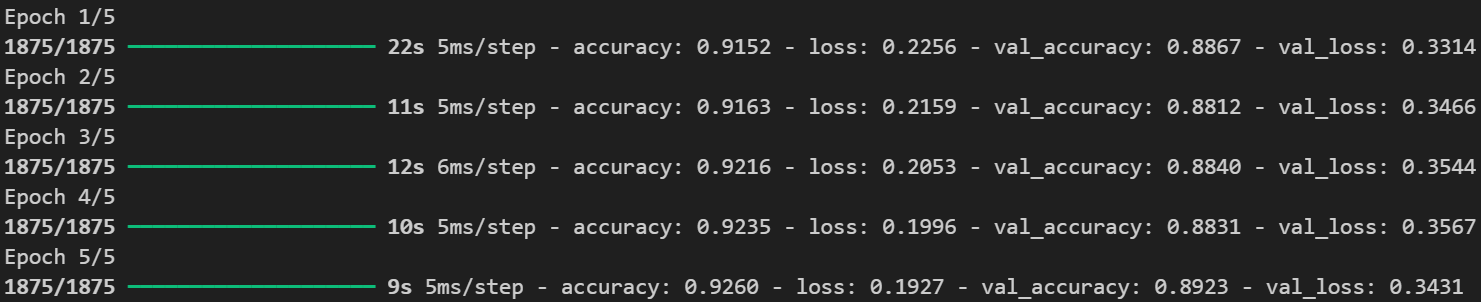 Epoch 1/5
1875/1875 ━━━━━━━━━━━━━━━━━━━━ 22s 5ms/step - accuracy: 0.9152 - loss: 0.2256 - val_accuracy: 0.8867 - val_loss: 0.3314
Epoch 2/5
1875/1875 ━━━━━━━━━━━━━━━━━━━━ 11s 5ms/step - accuracy: 0.9163 - loss: 0.2159 - val_accuracy: 0.8812 - val_loss: 0.3466
Epoch 3/5
1875/1875 ━━━━━━━━━━━━━━━━━━━━ 12s 6ms/step - accuracy: 0.9216 - loss: 0.2053 - val_accuracy: 0.8840 - val_loss: 0.3544
Epoch 4/5
1875/1875 ━━━━━━━━━━━━━━━━━━━━ 10s 5ms/step - accuracy: 0.9235 - loss: 0.1996 - val_accuracy: 0.8831 - val_loss: 0.3567
Epoch 5/5
1875/1875 ━━━━━━━━━━━━━━━━━━━━ 9s 5ms/step - accuracy: 0.9260 - loss: 0.1927 - val_accuracy: 0.8923 - val_loss: 0.3431